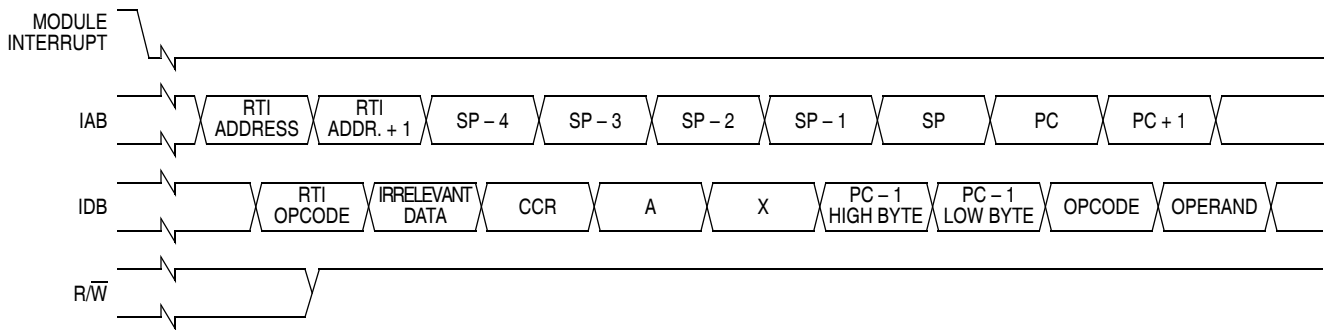 MODULE
INTERRUPT
IAB
RTI
ADDRESS
RTI
ADDR. + 1
SP – 4
SP – 3
SP – 2
SP – 1
SP
PC
PC + 1
IDB
RTI
OPCODE
IRRELEVANT
DATA
CCR
A
X
PC – 1
HIGH BYTE
PC – 1
LOW BYTE
OPCODE
OPERAND
R/W̅